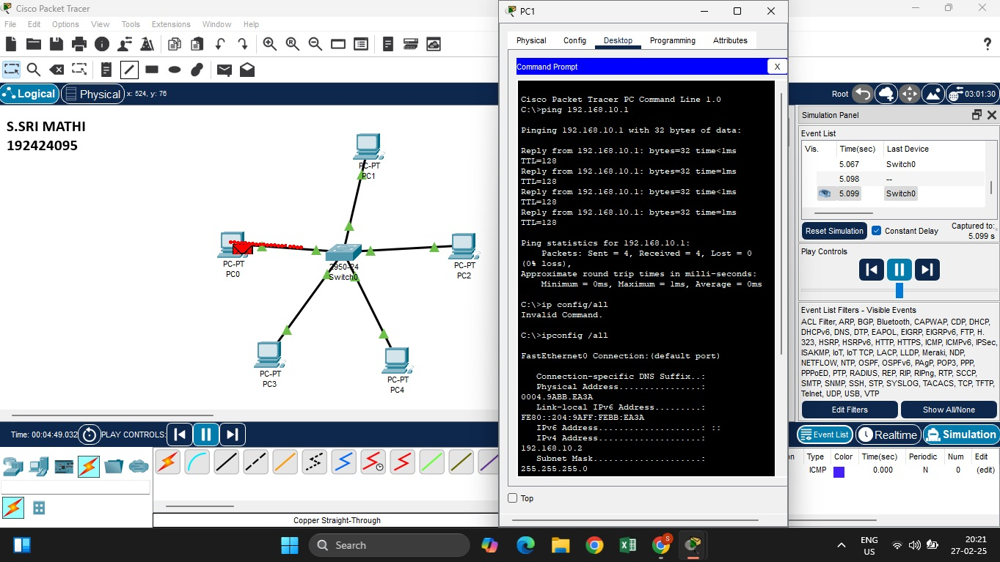 Cisco Packet Tracer
File Edit Options View Tools Extensions Window Help
Logical Physical x: 524, y: 76
Root 03:01:30
S.SRI MATHI
192424095
PC-PT
PC1
PC-PT
PC0
2950-24
Switch0
PC-PT
PC2
PC-PT
PC3
PC-PT
PC4
PC1
Physical Config Desktop Programming Attributes
Command Prompt X
Cisco Packet Tracer PC Command Line 1.0
C:\>ping 192.168.10.1
Pinging 192.168.10.1 with 32 bytes of data:
Reply from 192.168.10.1: bytes=32 time<1ms
TTL=128
Reply from 192.168.10.1: bytes=32 time=1ms
TTL=128
Reply from 192.168.10.1: bytes=32 time<1ms
TTL=128
Reply from 192.168.10.1: bytes=32 time=1ms
TTL=128
Ping statistics for 192.168.10.1:
Packets: Sent = 4, Received = 4, Lost = 0
(0% loss),
Approximate round trip times in milli-seconds:
Minimum = 0ms, Maximum = 1ms, Average = 0ms
C:\>ip config/all
Invalid Command.
C:\>ipconfig /all
FastEthernet0 Connection:(default port)
Connection-specific DNS Suffix..:
Physical Address................:
0004.9ABB.EA3A
Link-local IPv6 Address.........:
FE80::204:9AFF:FEBB:EA3A
IPv6 Address....................: ::
IPv4 Address....................:
192.168.10.2
Subnet Mask.....................:
255.255.255.0
Top
Simulation Panel
Event List
Vis. Time(sec) Last Device
5.067 Switch0
5.098 --
5.099 Switch0
Reset Simulation Constant Delay Captured to:
5.099 s
Play Controls
Event List Filters - Visible Events
ACL Filter, ARP, BGP, Bluetooth, CAPWAP, CDP, DHCP,
DHCPv6, DNS, DTP, EAPOL, EIGRP, EIGRPv6, FTP, H.
323, HSRP, HSRPv6, HTTP, HTTPS, ICMP, ICMPv6, IPSec,
ISAKMP, IoT, IoT TCP, LACP, LLDP, Meraki, NDP,
NETFLOW, NTP, OSPF, OSPFv6, PAgP, POP3, PPP,
PPPoED, PTP, RADIUS, REP, RIP, RIPng, RTP, SCCP,
SMTP, SNMP, SSH, STP, SYSLOG, TACACS, TCP, TFTP,
Telnet, UDP, USB, VTP
Edit Filters Show All/None
Time: 00:04:49.032 PLAY CONTROLS:
Event List Realtime Simulation
Type Color Time(sec) Periodic Num Edit
ICMP 0.000 N 0 (edit)
Copper Straight-Through
Search
ENG
US
20:21
27-02-25